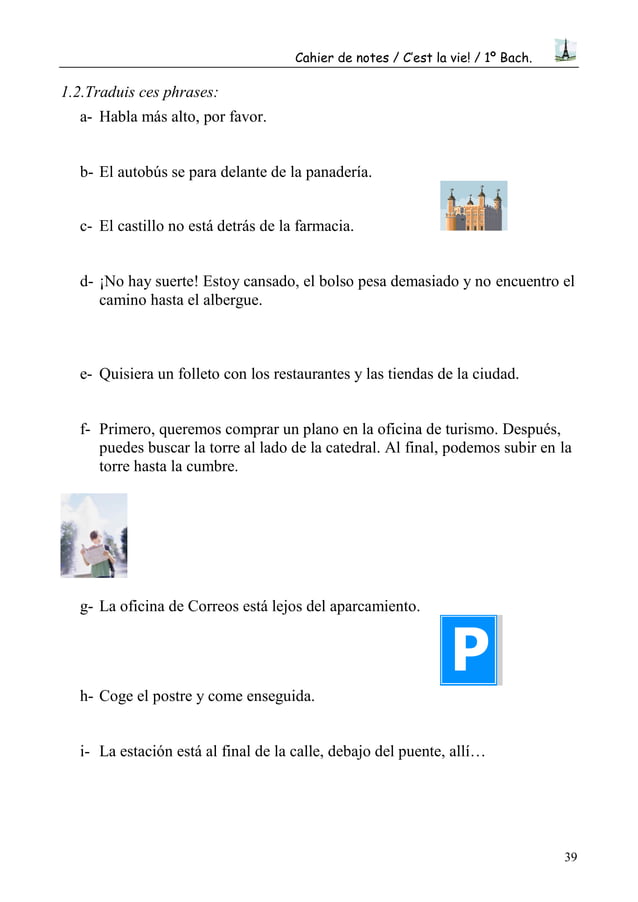 Cahier de notes / C'est la vie! / 1º Bach.
1.2.Traduis ces phrases:
a- Habla más alto, por favor.
b- El autobús se para delante de la panadería.
c- El castillo no está detrás de la farmacia.
d- ¡No hay suerte! Estoy cansado, el bolso pesa demasiado y no encuentro el
camino hasta el albergue.
e- Quisiera un folleto con los restaurantes y las tiendas de la ciudad.
f- Primero, queremos comprar un plano en la oficina de turismo. Después,
puedes buscar la torre al lado de la catedral. Al final, podemos subir en la
torre hasta la cumbre.
g- La oficina de Correos está lejos del aparcamiento.
P
h- Coge el postre y come enseguida.
i- La estación está al final de la calle, debajo del puente, allí…
39